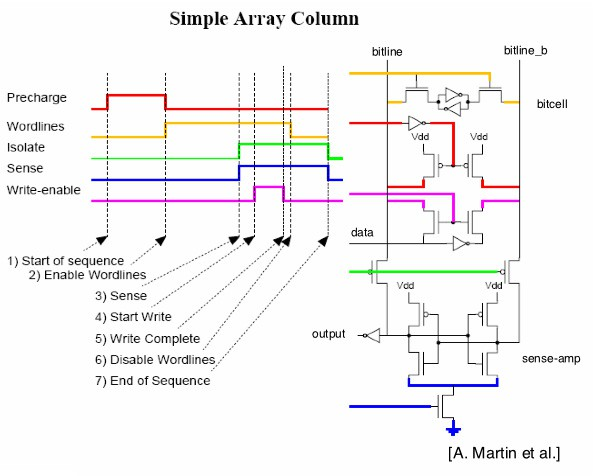 Simple Array Column
bitline
bitline_b
Precharge
Wordlines
Isolate
Sense
Write-enable
bitcell
Vdd
Vdd
data
Vdd
Vdd
output
sense-amp
1) Start of sequence
2) Enable Wordlines
3) Sense
4) Start Write
5) Write Complete
6) Disable Wordlines
7) End of Sequence
[A. Martin et al.]